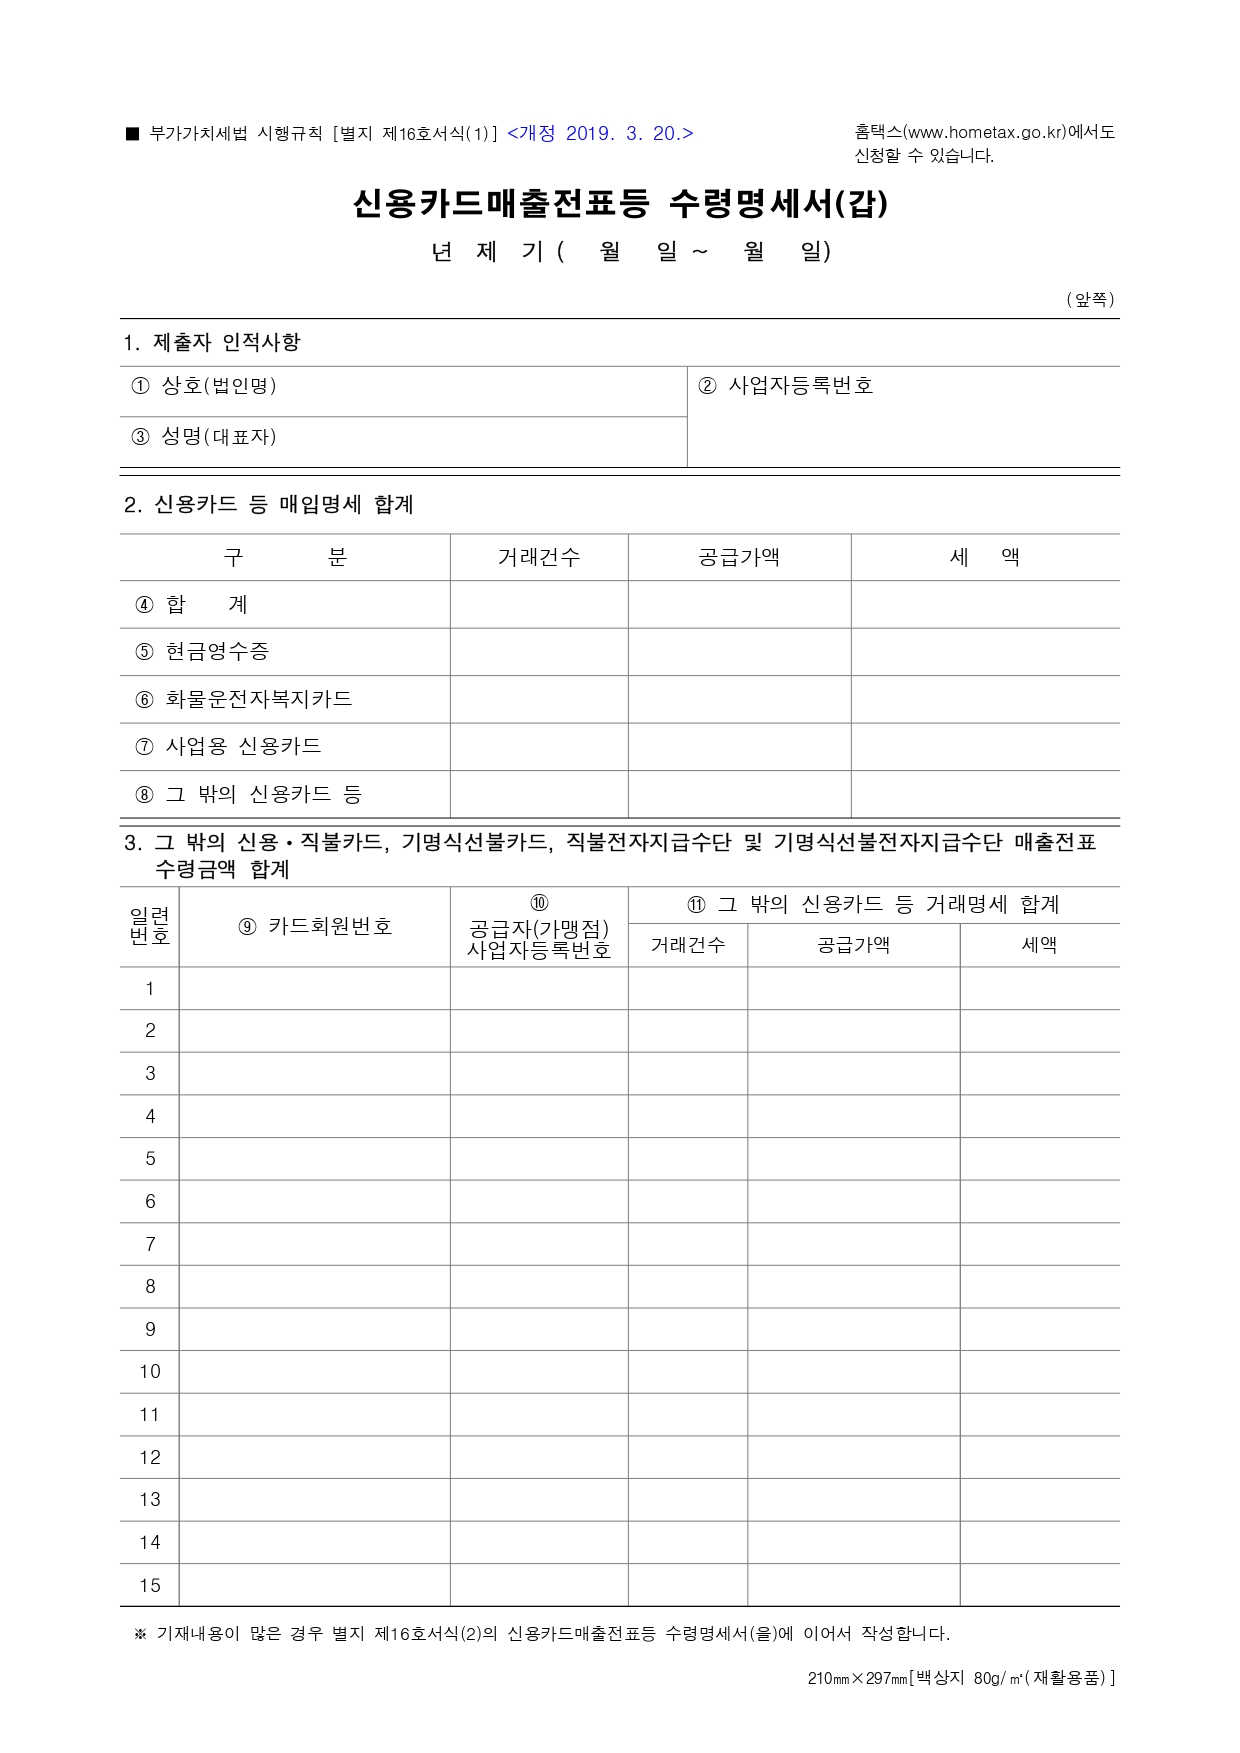 ■ 부가가치세법 시행규칙 [별지 제16호서식(1)] <개정 2019. 3. 20.>
홈택스(www.hometax.go.kr)에서도
신청할 수 있습니다.
신용카드매출전표등 수령명세서(갑)
년 제 기 ( 월 일 ~ 월 일)
(앞쪽)
1. 제출자 인적사항
① 상호(법인명) ② 사업자등록번호
③ 성명(대표자)
2. 신용카드 등 매입명세 합계
구 분 거래건수 공급가액 세 액
④ 합 계
⑤ 현금영수증
⑥ 화물운전자복지카드
⑦ 사업용 신용카드
⑧ 그 밖의 신용카드 등
3. 그 밖의 신용·직불카드, 기명식선불카드, 직불전자지급수단 및 기명식선불전자지급수단 매출전표
수령금액 합계
일련
번호
⑨ 카드회원번호
⑩
공급자(가맹점)
사업자등록번호
⑪ 그 밖의 신용카드 등 거래명세 합계
거래건수 공급가액 세액
1
2
3
4
5
6
7
8
9
10
11
12
13
14
15
※ 기재내용이 많은 경우 별지 제16호서식(2)의 신용카드매출전표등 수령명세서(을)에 이어서 작성합니다.
210㎜×297㎜[백상지 80g/㎡(재활용품)]